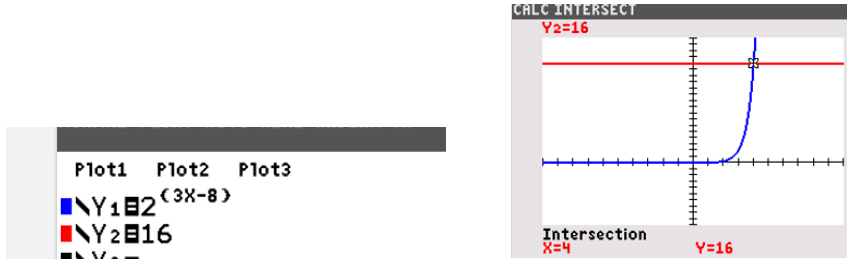 Plot1 Plot2 Plot3
\Y₁=2^(3X-8)
\Y₂=16
CALC INTERSECT
Y₂=16
Intersection
X=4 Y=16